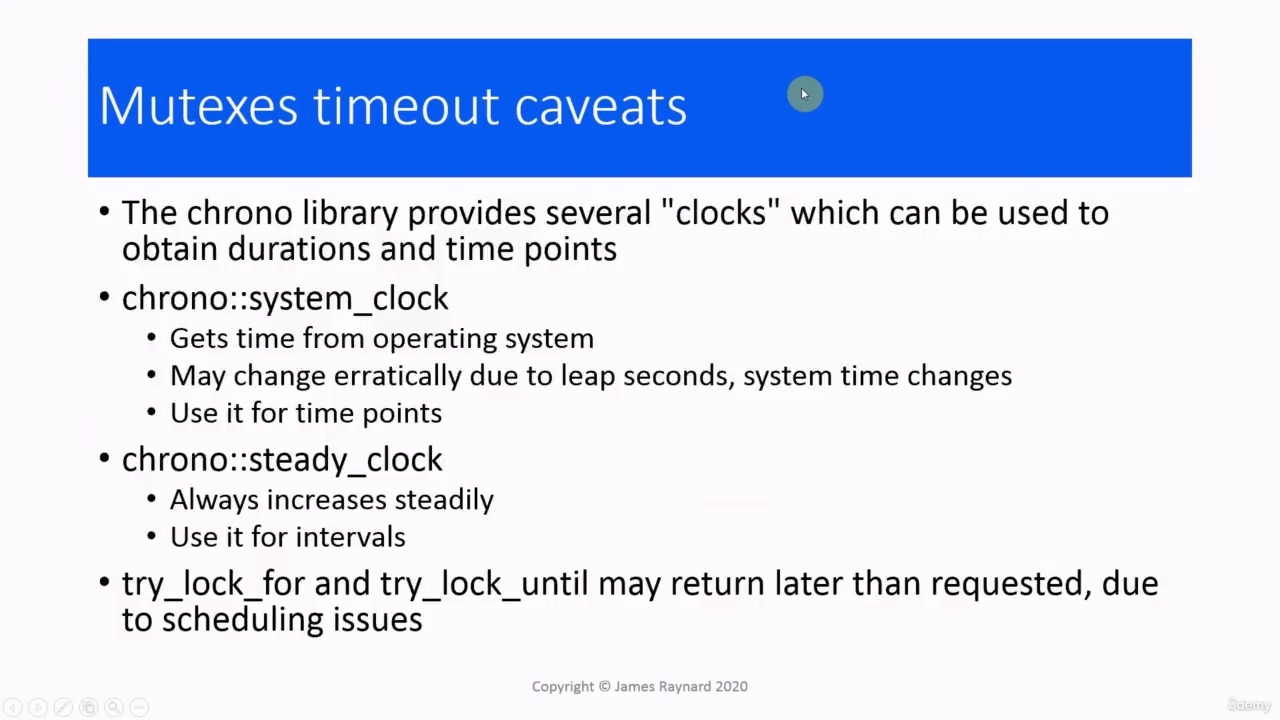 Mutexes timeout caveats
• The chrono library provides several "clocks" which can be used to
obtain durations and time points
• chrono::system_clock
• Gets time from operating system
• May change erratically due to leap seconds, system time changes
• Use it for time points
• chrono::steady_clock
• Always increases steadily
• Use it for intervals
• try_lock_for and try_lock_until may return later than requested, due
to scheduling issues
Copyright © James Raynard 2020
ûdemy